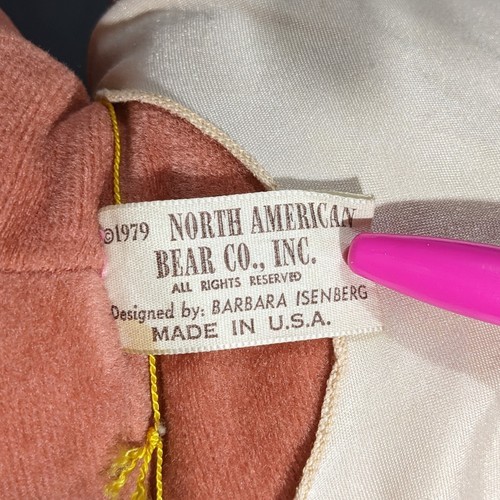 ©1979 NORTH AMERICAN
BEAR CO., INC.
ALL RIGHTS RESERVED
Designed by: BARBARA ISENBERG
MADE IN U.S.A.